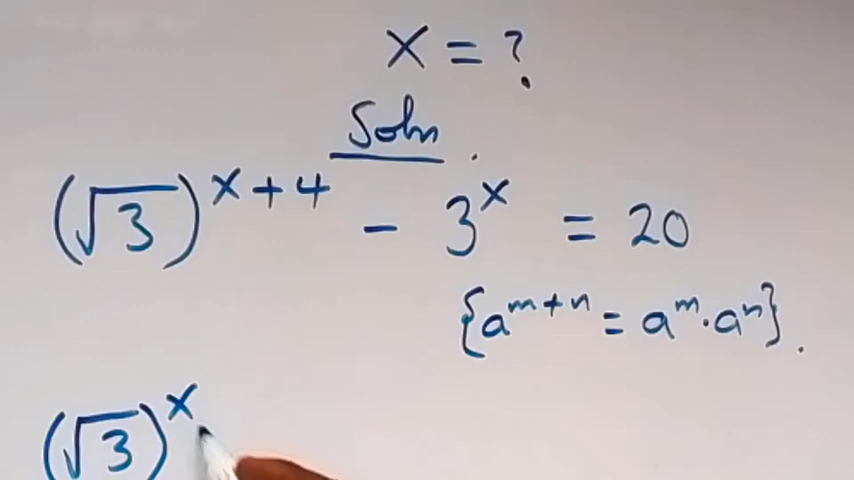 x = ?
Soln.
(√3)^{x+4} - 3^x = 20
{a^{m+n} = a^m · a^n}.
(√3)^x